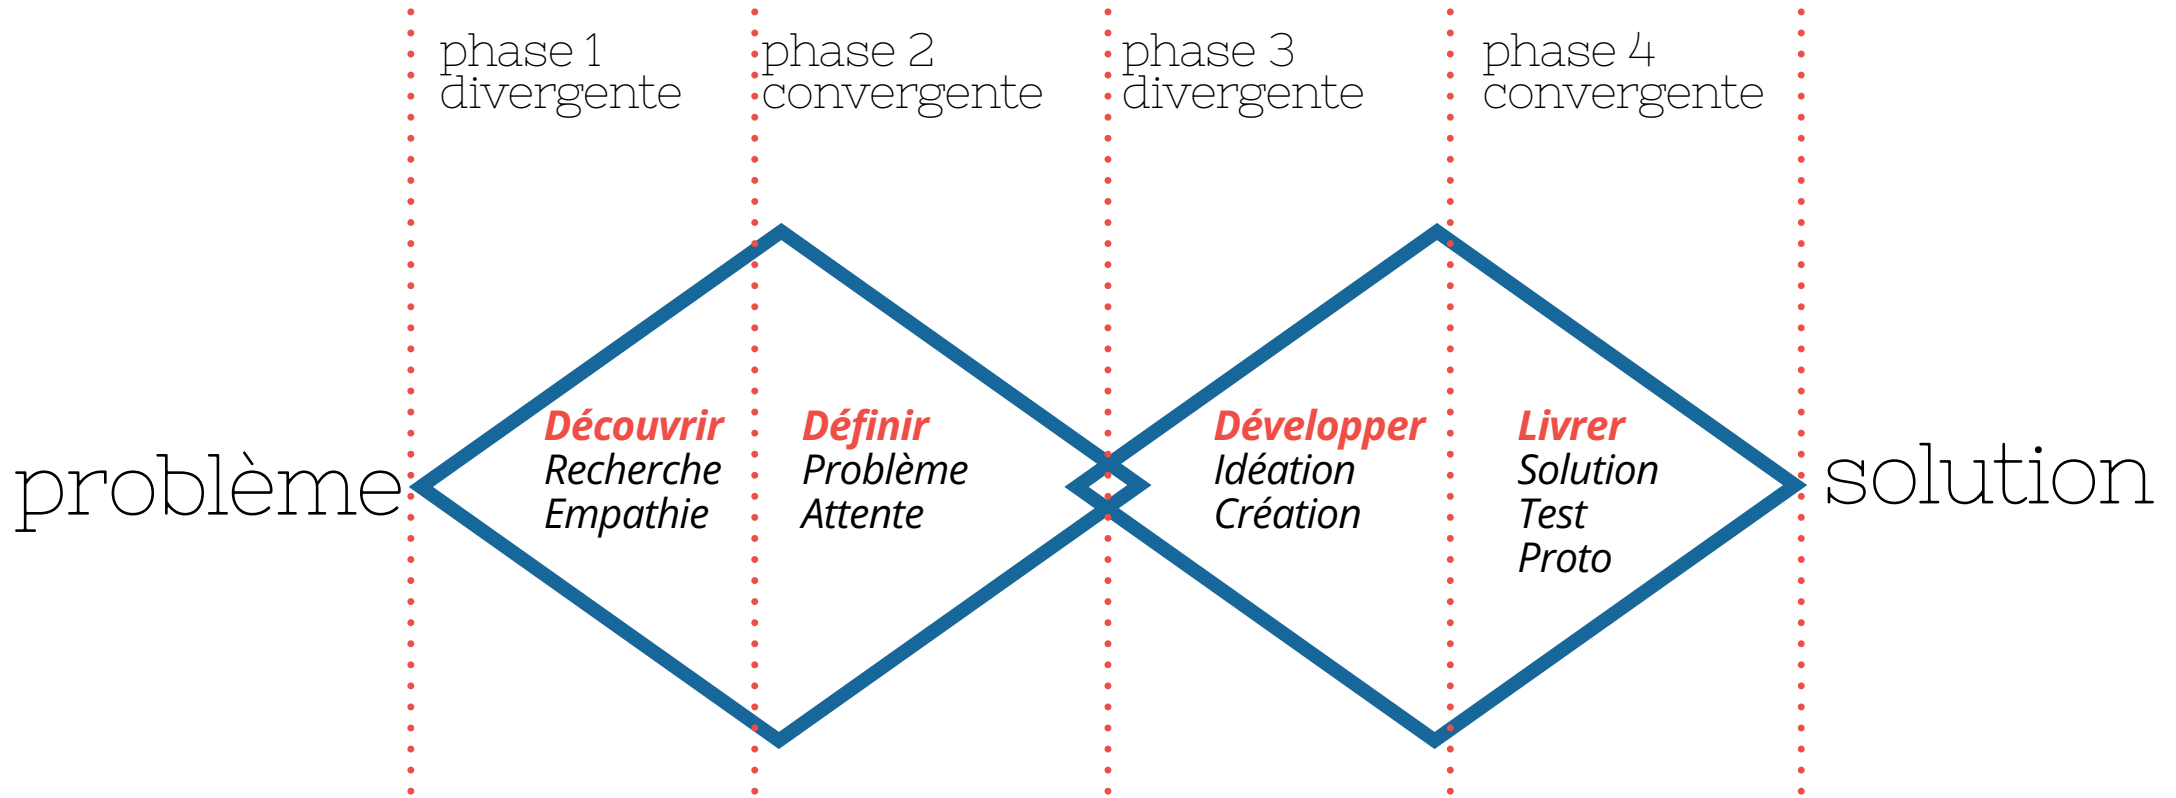 phase 1
divergente
phase 2
convergente
phase 3
divergente
phase 4
convergente
problème
Découvrir
Recherche
Empathie
Définir
Problème
Attente
Développer
Idéation
Création
Livrer
Solution
Test
Proto
solution